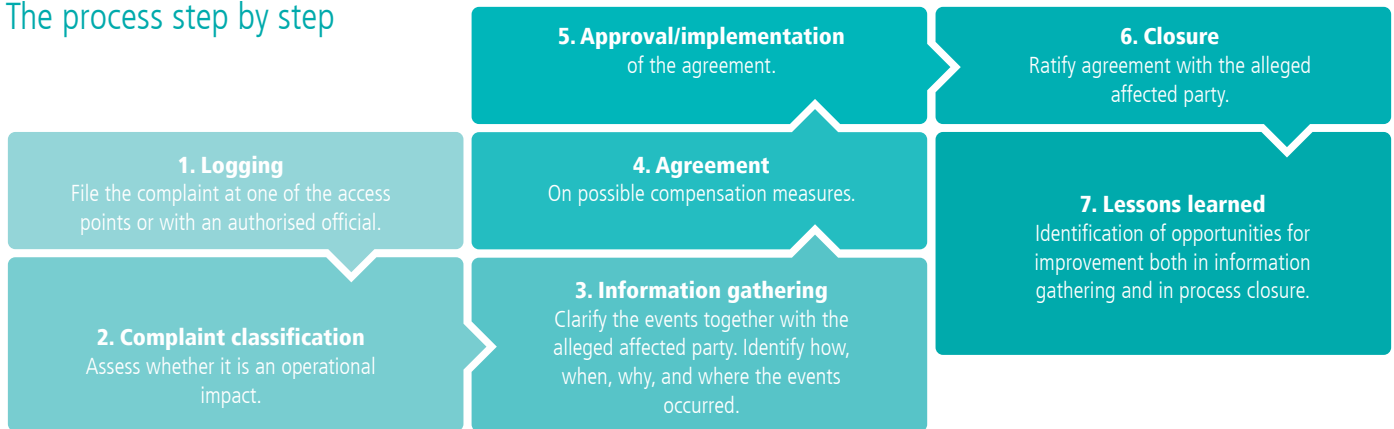 The process step by step
1. Logging
File the complaint at one of the access
points or with an authorised official.
2. Complaint classification
Assess whether it is an operational
impact.
3. Information gathering
Clarify the events together with the
alleged affected party. Identify how,
when, why, and where the events
occurred.
4. Agreement
On possible compensation measures.
5. Approval/implementation
of the agreement.
6. Closure
Ratify agreement with the alleged
affected party.
7. Lessons learned
Identification of opportunities for
improvement both in information
gathering and in process closure.